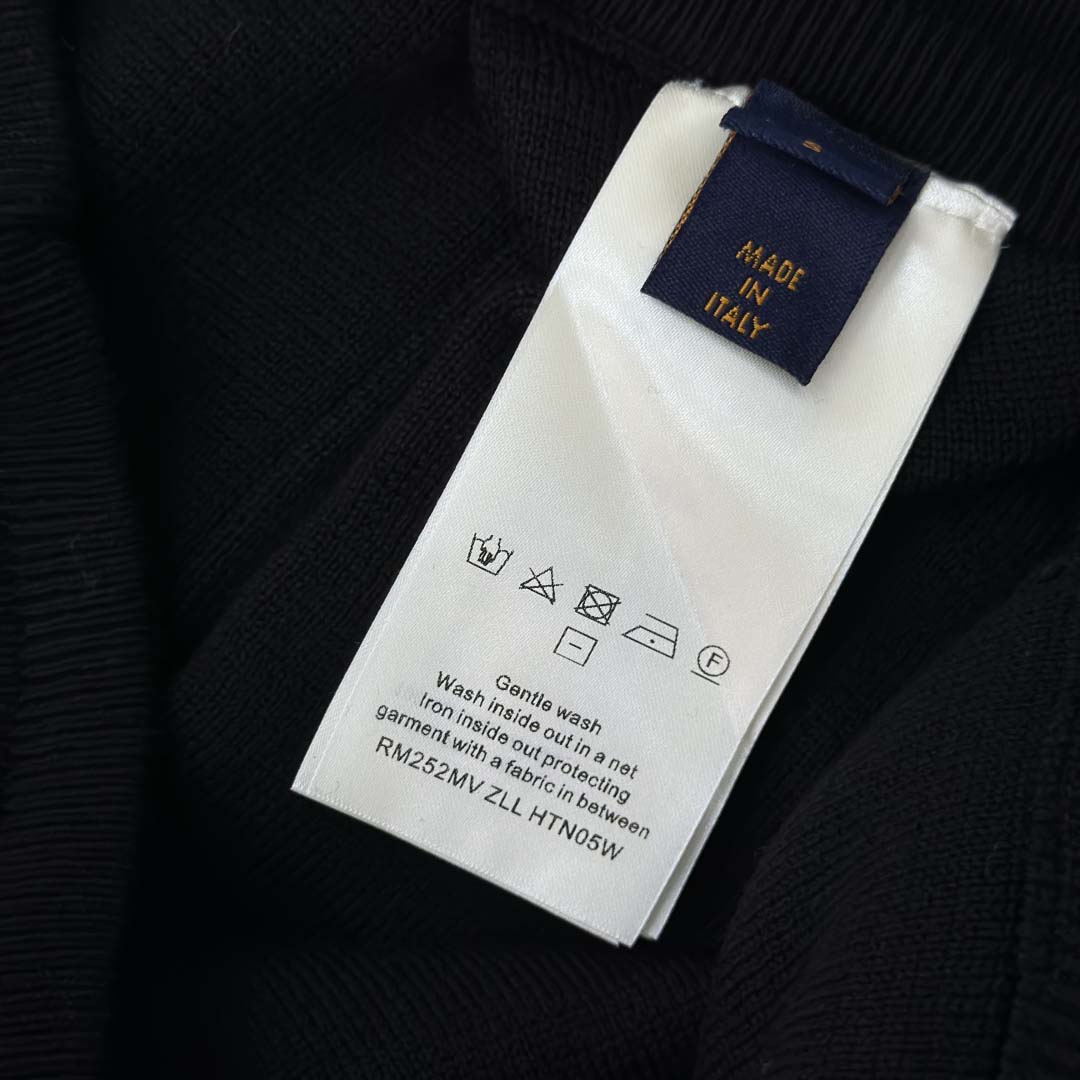 MADE
IN
ITALY
F
Gentle wash
Wash inside out in a net
Iron inside out protecting
garment with a fabric in between
RM252MV ZLL HTN05W